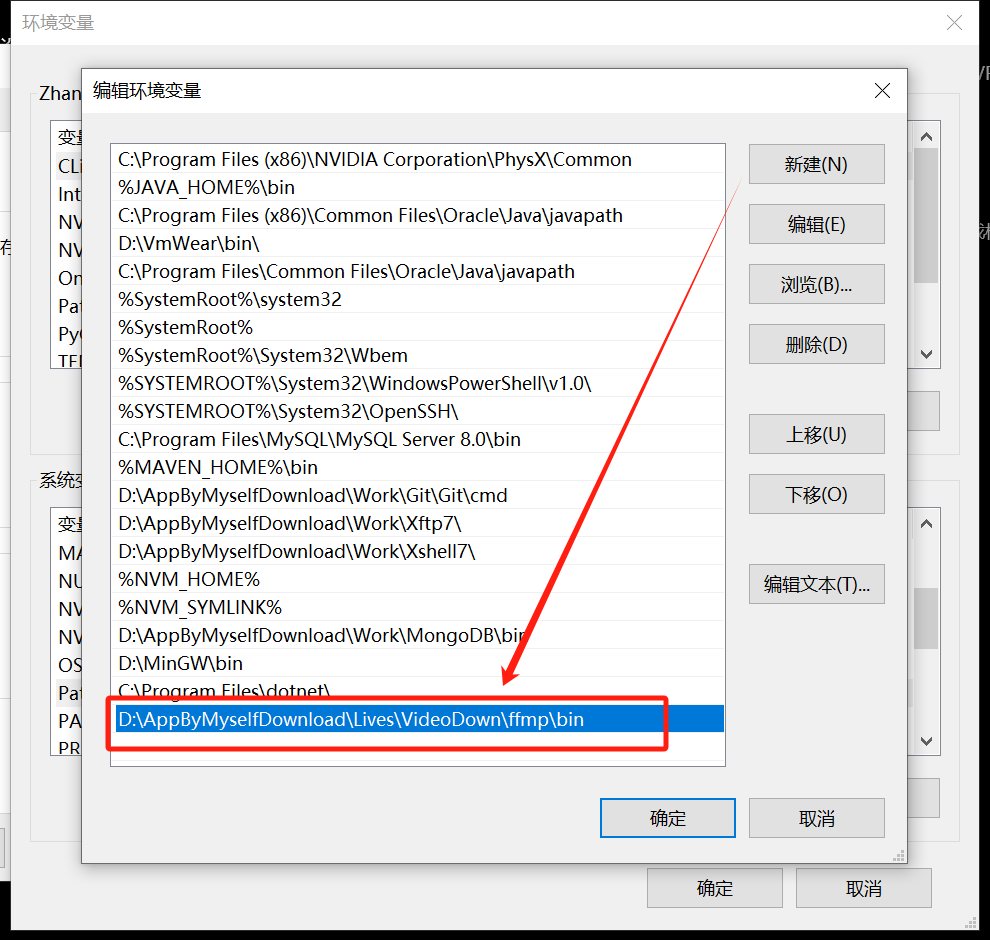 环境变量
Zhan
编辑环境变量
变量
CLi
Int
NV
NV
On
Pat
PyC
C:\Program Files (x86)\NVIDIA Corporation\PhysX\Common
%JAVA_HOME%\bin
C:\Program Files (x86)\Common Files\Oracle\Java\javapath
D:\VmWear\bin\
C:\Program Files\Common Files\Oracle\Java\javapath
%SystemRoot%\system32
%SystemRoot%
%SystemRoot%\System32\Wbem
%SYSTEMROOT%\System32\WindowsPowerShell\v1.0\
%SYSTEMROOT%\System32\OpenSSH\
C:\Program Files\MySQL\MySQL Server 8.0\bin
%MAVEN_HOME%\bin
D:\AppByMyselfDownload\Work\Git\Git\cmd
D:\AppByMyselfDownload\Work\Xftp7\
D:\AppByMyselfDownload\Work\Xshell7\
%NVM_HOME%
%NVM_SYMLINK%
D:\AppByMyselfDownload\Work\MongoDB\bin
D:\MinGW\bin
C:\Program Files\dotnet\
D:\AppByMyselfDownload\Lives\VideoDown\ffmp\bin
新建(N)
编辑(E)
浏览(B)...
删除(D)
上移(U)
下移(O)
编辑文本(T)...
系统变
变量
MA
NU
NV
NV
OS
Pat
PA
PR
确定
取消
确定
取消